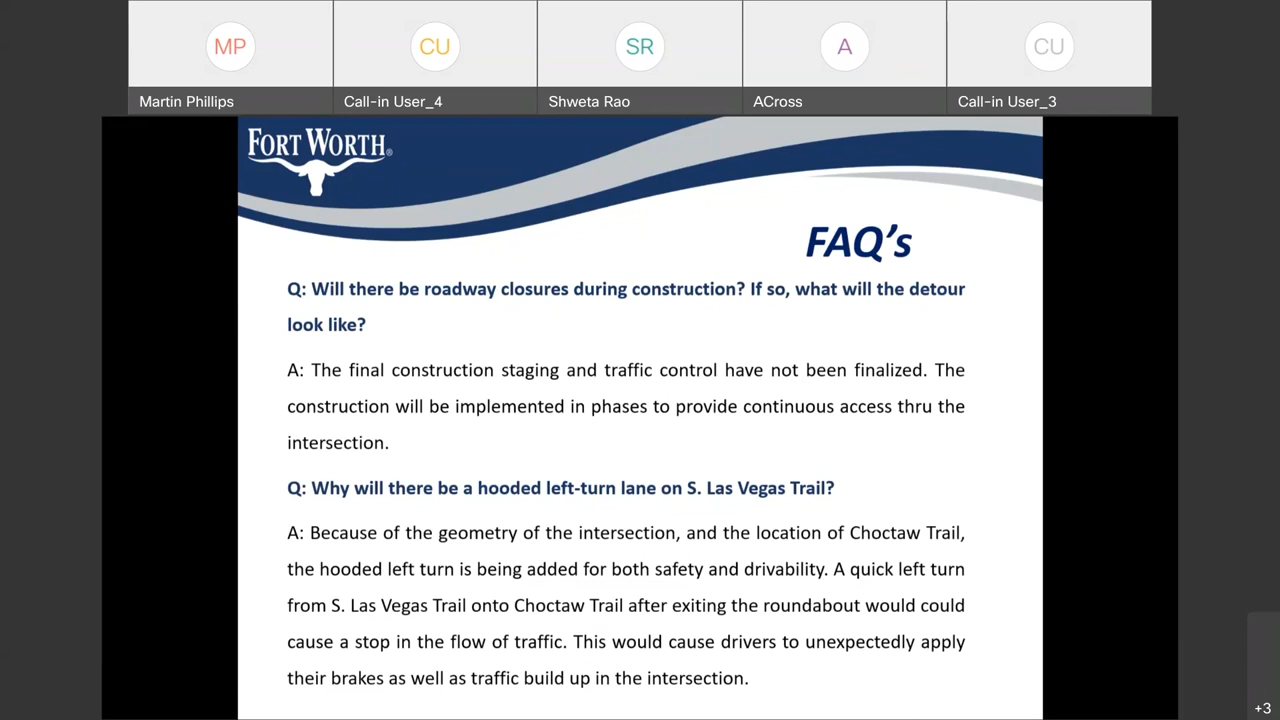 MP
CU
SR
A
CU
Martin Phillips
Call-in User_4
Shweta Rao
ACross
Call-in User_3
FORT WORTH®
FAQ's
Q: Will there be roadway closures during construction? If so, what will the detour
look like?
A: The final construction staging and traffic control have not been finalized. The
construction will be implemented in phases to provide continuous access thru the
intersection.
Q: Why will there be a hooded left-turn lane on S. Las Vegas Trail?
A: Because of the geometry of the intersection, and the location of Choctaw Trail,
the hooded left turn is being added for both safety and drivability. A quick left turn
from S. Las Vegas Trail onto Choctaw Trail after exiting the roundabout would could
cause a stop in the flow of traffic. This would cause drivers to unexpectedly apply
their brakes as well as traffic build up in the intersection.
+3